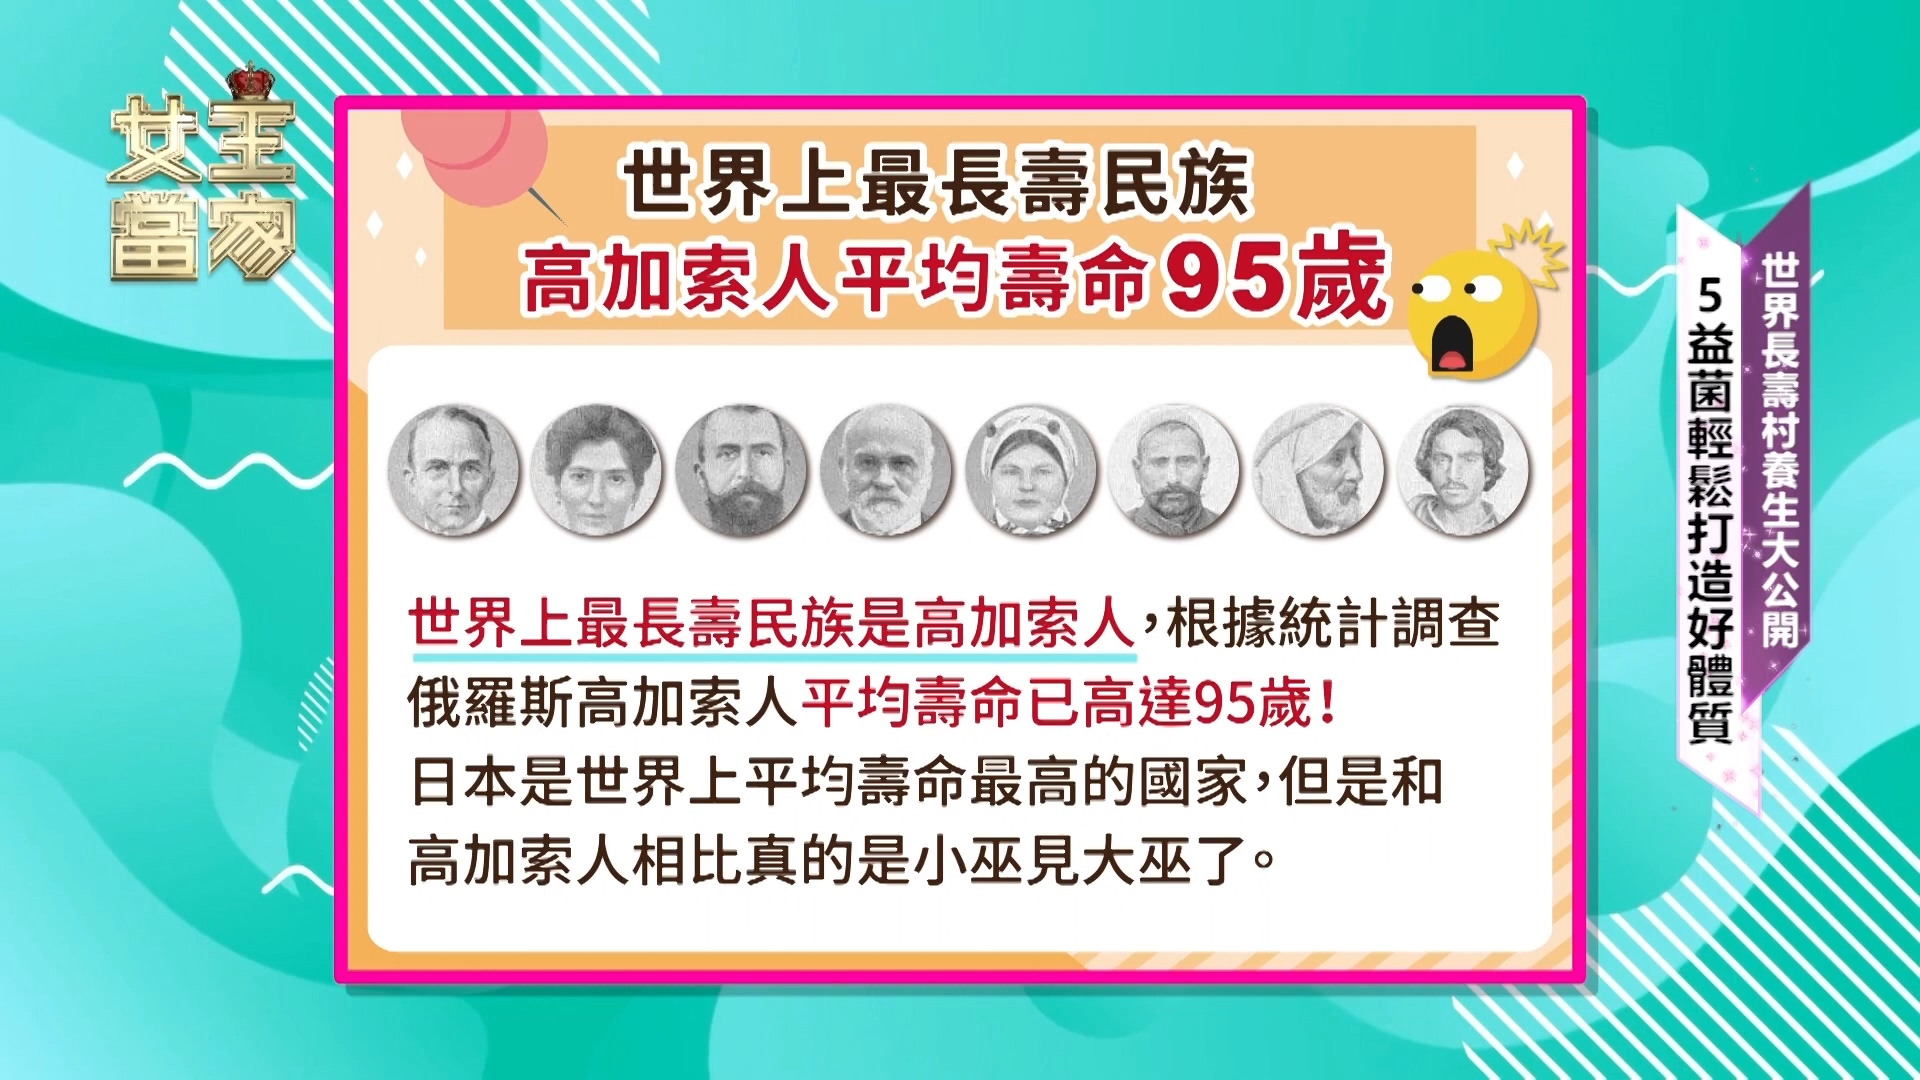 女王
當家
世界上最長壽民族
高加索人平均壽命95歲
世界上最長壽民族是高加索人,根據統計調查
俄羅斯高加索人平均壽命已高達95歲!
日本是世界上平均壽命最高的國家,但是和
高加索人相比真的是小巫見大巫了。
世界長壽村養生大公開
5益菌輕鬆打造好體質